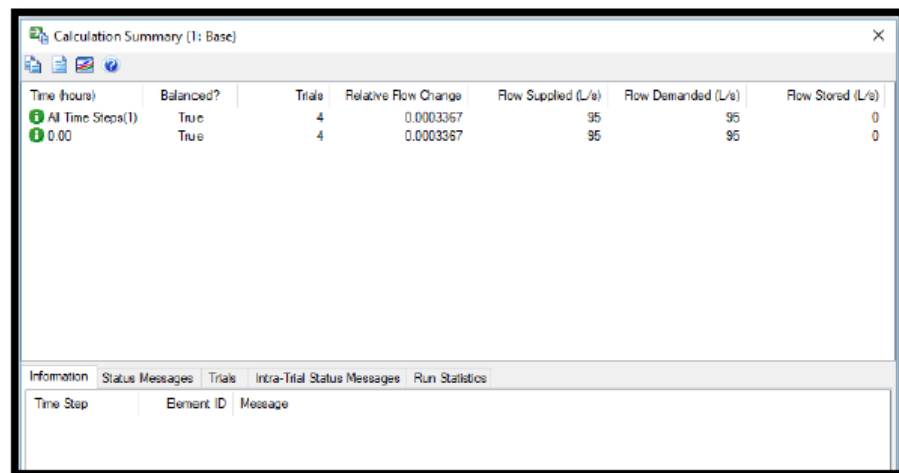 Calculation Summary (1: Base)
Time (hours) Balanced? Trials Relative Flow Change Flow Supplied (L/s) Flow Demanded (L/s) Flow Stored (L/s)
All Time Steps(1) True 4 0.0003367 95 95 0
0.00 True 4 0.0003367 95 95 0
Information Status Messages Trials Intra-Trial Status Messages Run Statistics
Time Step Element ID Message